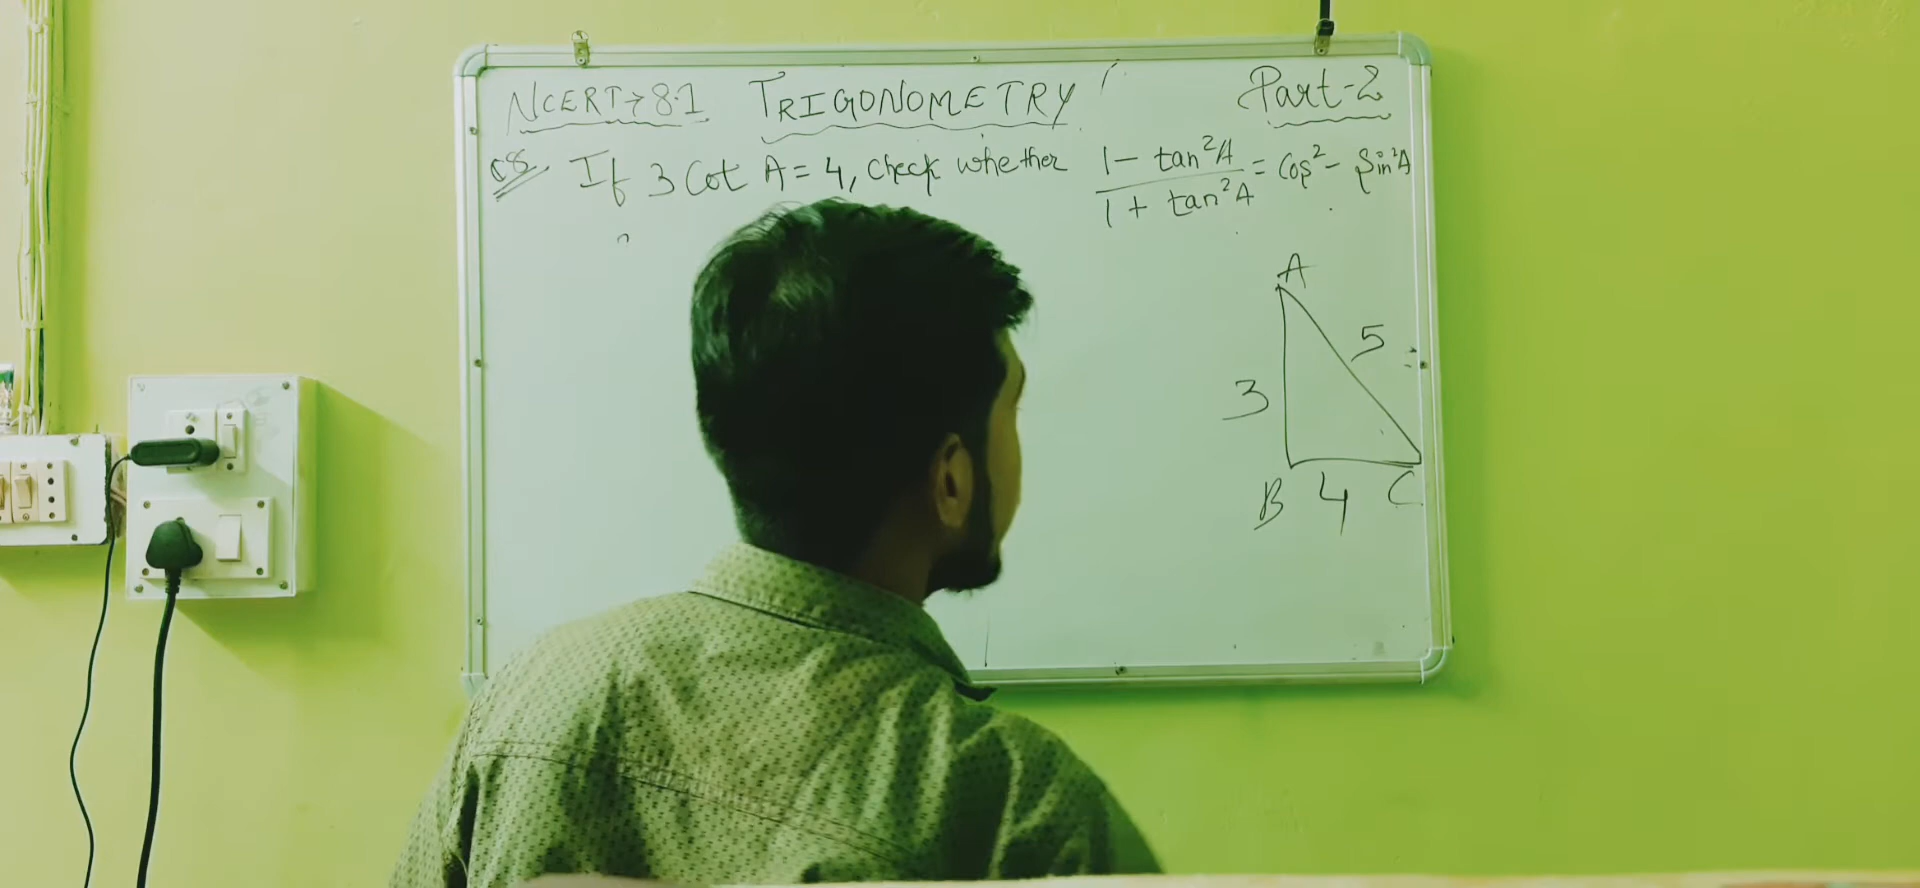 NCERT→8.1 TRIGONOMETRY Part-2
Q8. If 3 Cot A = 4, check whether 1 - tan²A / 1 + tan²A = Cos² - Sin²A
A
5
3
B 4 C